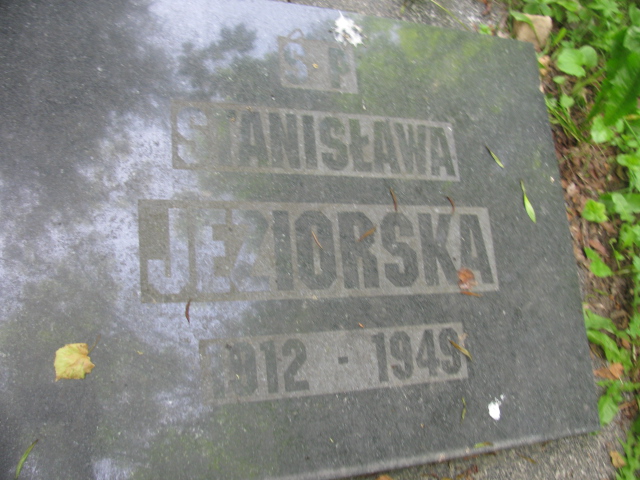 Ś P
STANISŁAWA
JEZIORSKA
1912 - 1949